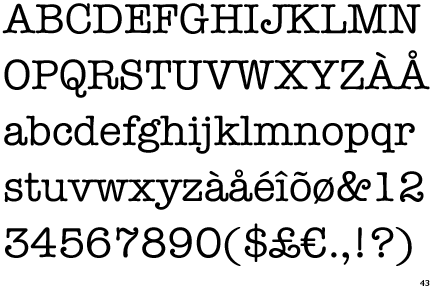 ABCDEFGHIJKLMN
OPQRSTUVWXYZÀÅ
abcdefghijklmnopqr
stuvwxyzàåéîõø&12
34567890($£€.,!?)
43